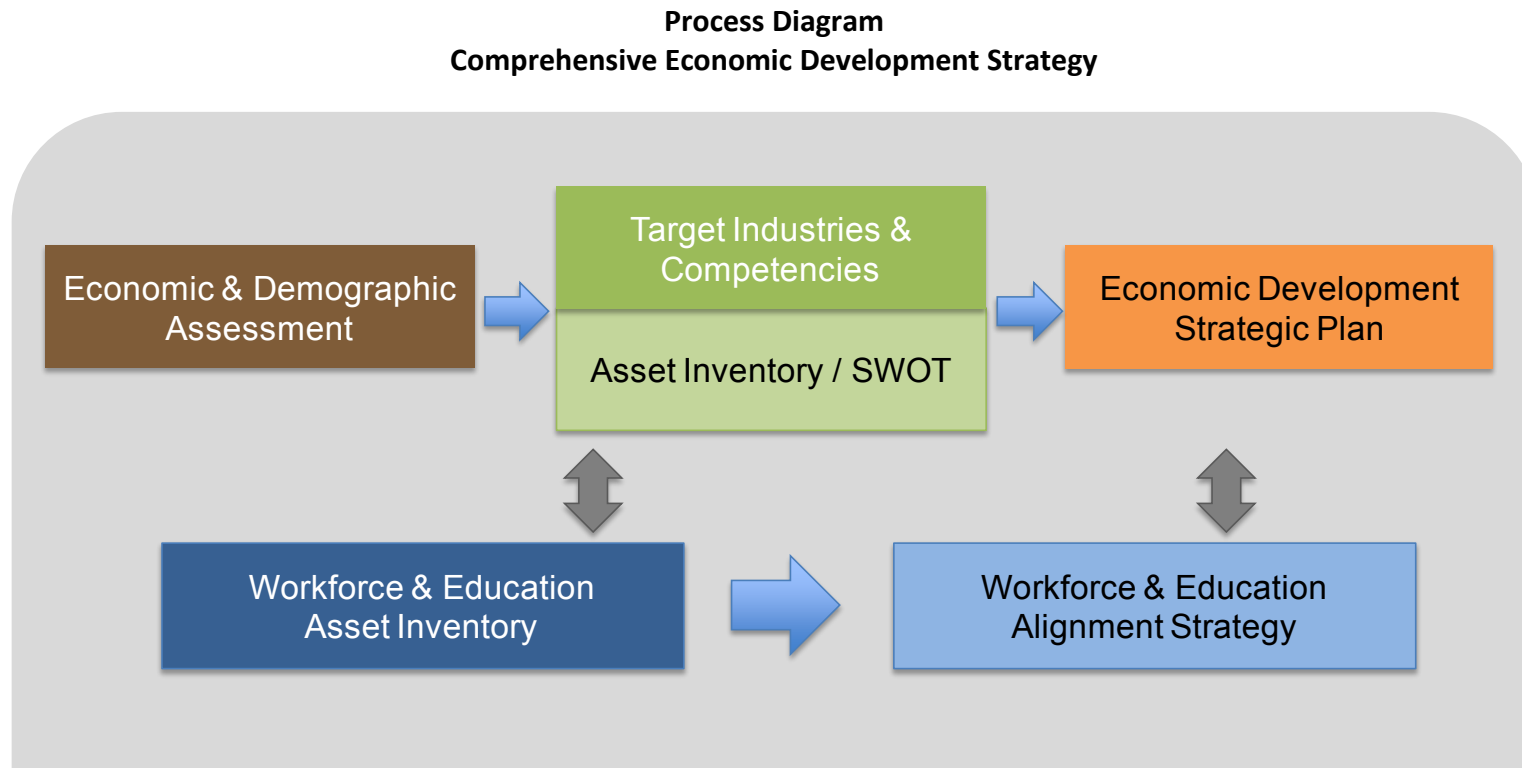 Process Diagram
Comprehensive Economic Development Strategy
Economic & Demographic
Assessment
Target Industries &
Competencies
Asset Inventory / SWOT
Economic Development
Strategic Plan
Workforce & Education
Asset Inventory
Workforce & Education
Alignment Strategy